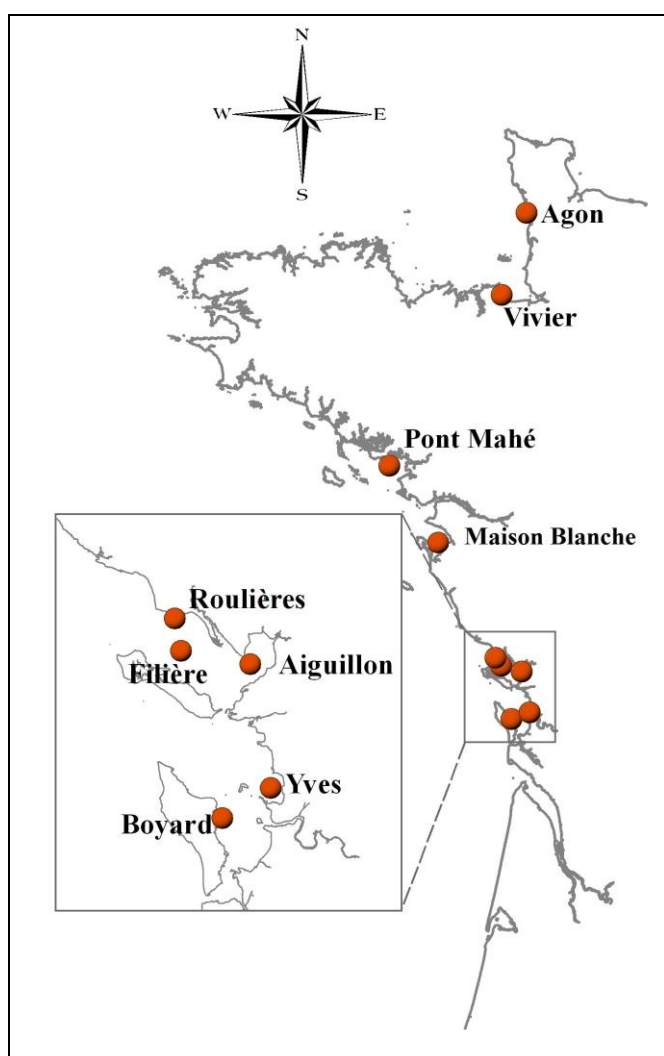 N
W E
S
Agon
Vivier
Pont Mahé
Maison Blanche
Roulières
Filière
Aiguillon
Yves
Boyard